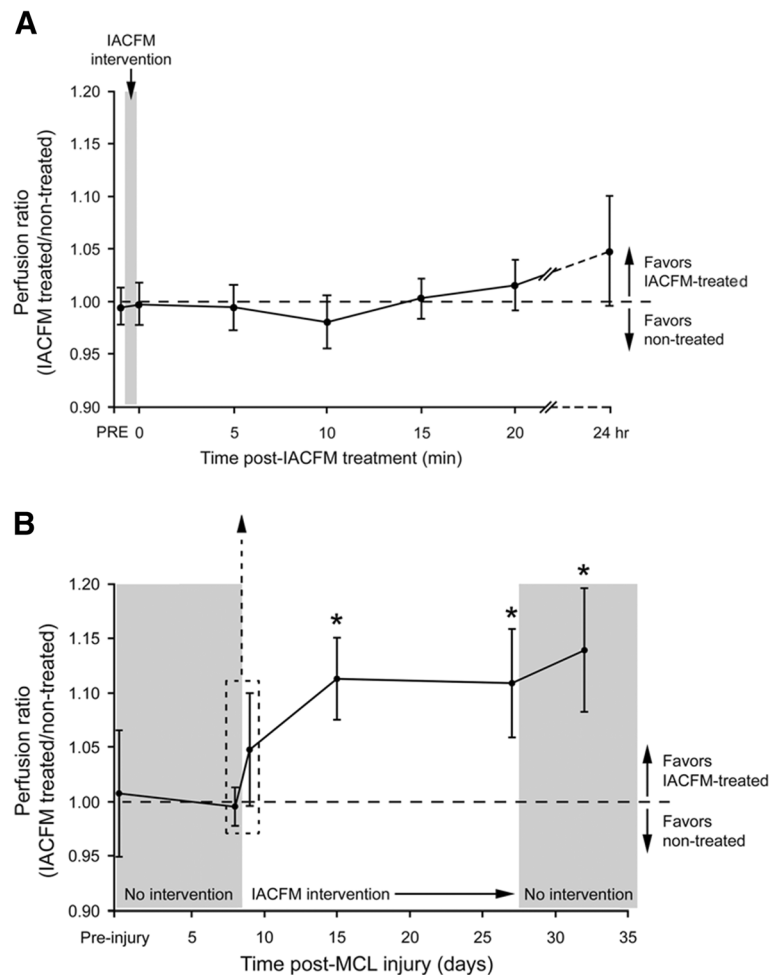 A
IACFM
intervention
1.20
1.15
1.10
1.05
1.00
0.95
0.90
Perfusion ratio
(IACFM treated/non-treated)
Favors
IACFM-treated
Favors
non-treated
PRE 0 5 10 15 20 24 hr
Time post-IACFM treatment (min)
B
1.20
1.15
1.10
1.05
1.00
0.95
0.90
Perfusion ratio
(IACFM treated/non-treated)
* * *
Favors
IACFM-treated
Favors
non-treated
No intervention IACFM intervention No intervention
Pre-injury 5 10 15 20 25 30 35
Time post-MCL injury (days)